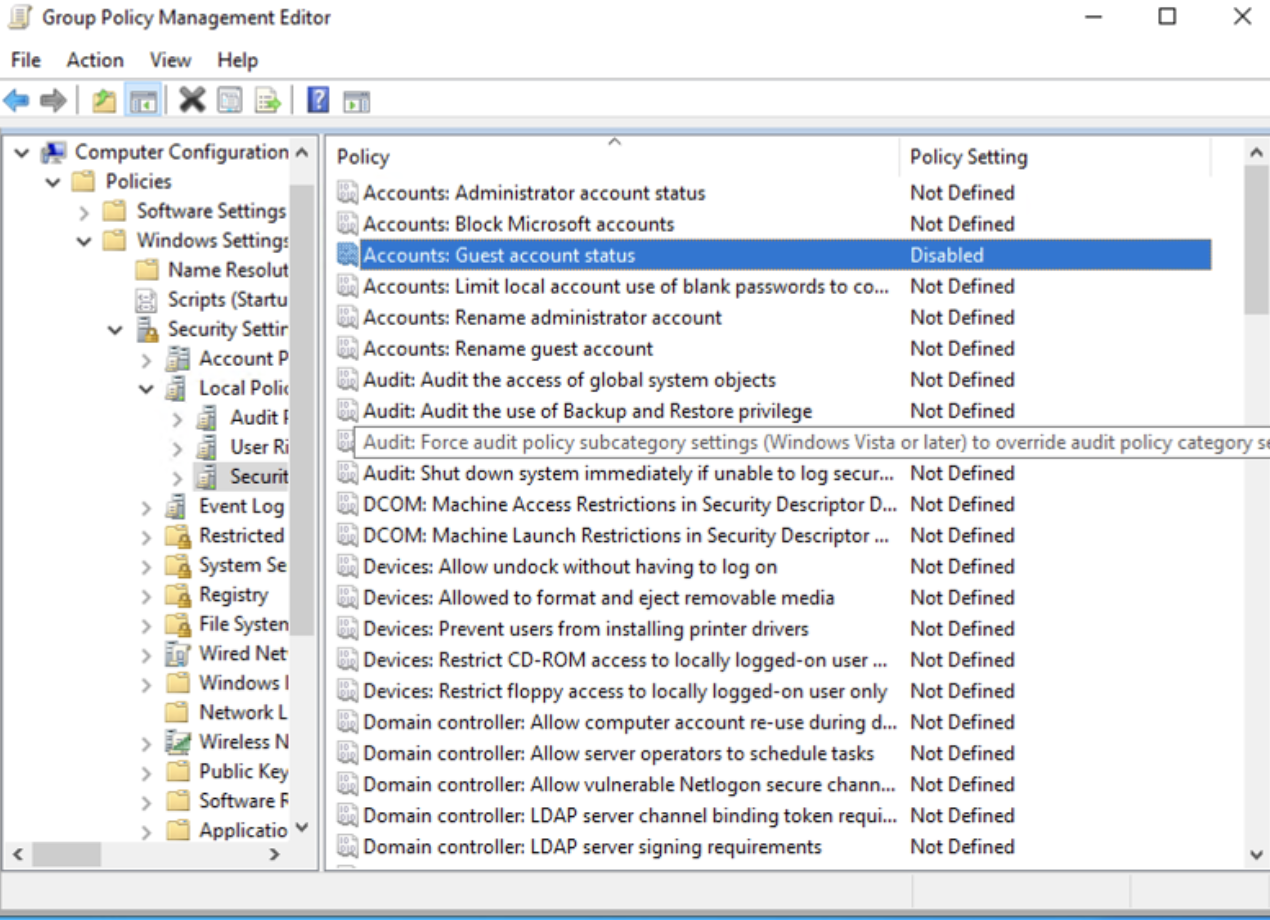 Group Policy Management Editor
File Action View Help
Computer Configuration
Policies
Software Settings
Windows Settings
Name Resolut
Scripts (Startu
Security Settin
Account P
Local Polic
Audit P
User Ri
Securit
Event Log
Restricted
System Se
Registry
File System
Wired Net
Windows
Network L
Wireless N
Public Key
Software R
Applicatio
Policy Policy Setting
Accounts: Administrator account status Not Defined
Accounts: Block Microsoft accounts Not Defined
Accounts: Guest account status Disabled
Accounts: Limit local account use of blank passwords to co... Not Defined
Accounts: Rename administrator account Not Defined
Accounts: Rename guest account Not Defined
Audit: Audit the access of global system objects Not Defined
Audit: Audit the use of Backup and Restore privilege Not Defined
Audit: Force audit policy subcategory settings (Windows Vista or later) to override audit policy category se
Audit: Shut down system immediately if unable to log secur... Not Defined
DCOM: Machine Access Restrictions in Security Descriptor D... Not Defined
DCOM: Machine Launch Restrictions in Security Descriptor ... Not Defined
Devices: Allow undock without having to log on Not Defined
Devices: Allowed to format and eject removable media Not Defined
Devices: Prevent users from installing printer drivers Not Defined
Devices: Restrict CD-ROM access to locally logged-on user ... Not Defined
Devices: Restrict floppy access to locally logged-on user only Not Defined
Domain controller: Allow computer account re-use during d... Not Defined
Domain controller: Allow server operators to schedule tasks Not Defined
Domain controller: Allow vulnerable Netlogon secure chann... Not Defined
Domain controller: LDAP server channel binding token requi... Not Defined
Domain controller: LDAP server signing requirements Not Defined